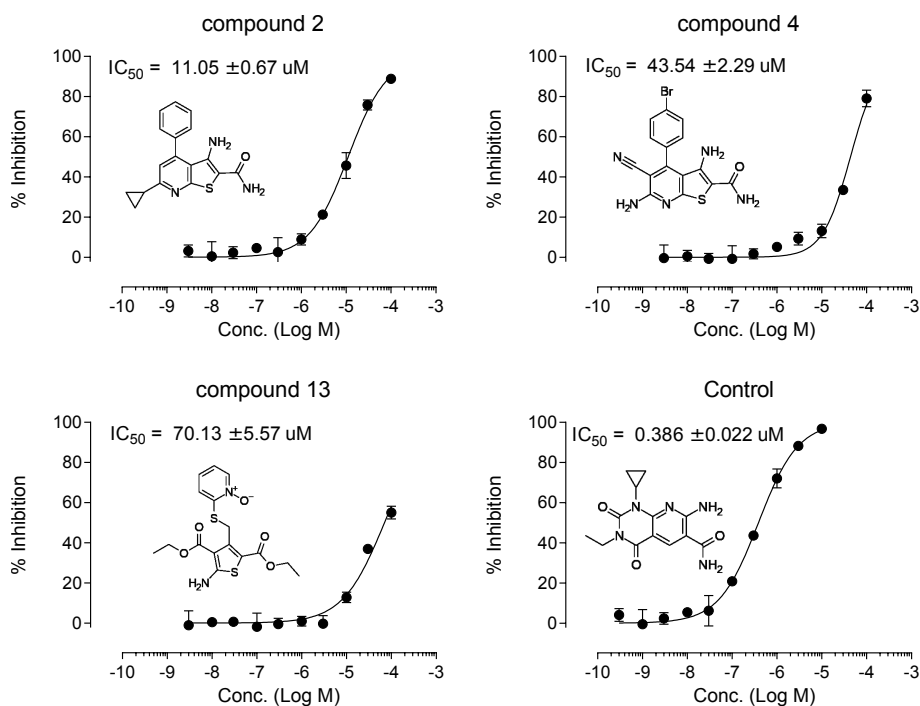 compound 2
IC50 = 11.05 ±0.67 uM
% Inhibition
100
80
60
40
20
0
-10 -9 -8 -7 -6 -5 -4 -3
Conc. (Log M)
NH2
O
NH2
S
N
compound 4
IC50 = 43.54 ±2.29 uM
% Inhibition
100
80
60
40
20
0
-10 -9 -8 -7 -6 -5 -4 -3
Conc. (Log M)
Br
N
NH2
O
H2N
N
S
NH2
compound 13
IC50 = 70.13 ±5.57 uM
% Inhibition
100
80
60
40
20
0
-10 -9 -8 -7 -6 -5 -4 -3
Conc. (Log M)
N+
O-
S
O
O
O
O
H2N
S
Control
IC50 = 0.386 ±0.022 uM
% Inhibition
100
80
60
40
20
0
-10 -9 -8 -7 -6 -5 -4 -3
Conc. (Log M)
O
N
N
NH2
N
O
O
NH2